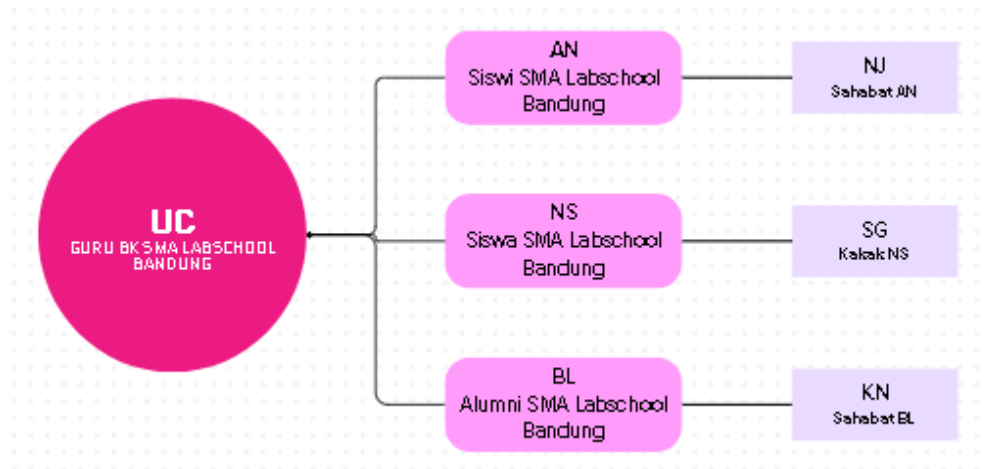 UC
GURU BK SMA LABSCHOOL
BANDUNG
AN
Siswi SMA Labschool
Bandung
NJ
Sahabat AN
NS
Siswa SMA Labschool
Bandung
SG
Kakak NS
BL
Alumni SMA Labschool
Bandung
KN
Sahabat BL